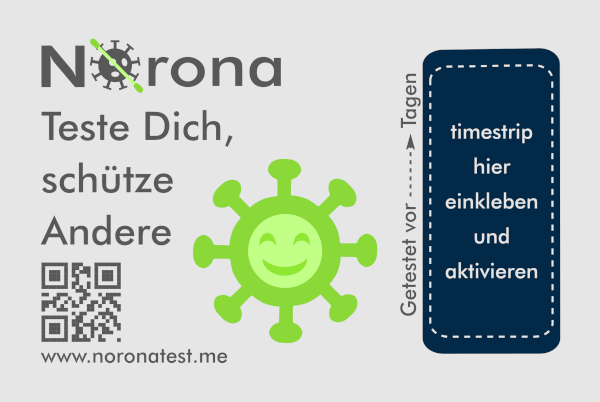 Norona
Teste Dich,
schütze
Andere
www.noronatest.me
Getestet vor -----> Tagen
timestrip
hier
einkleben
und
aktivieren